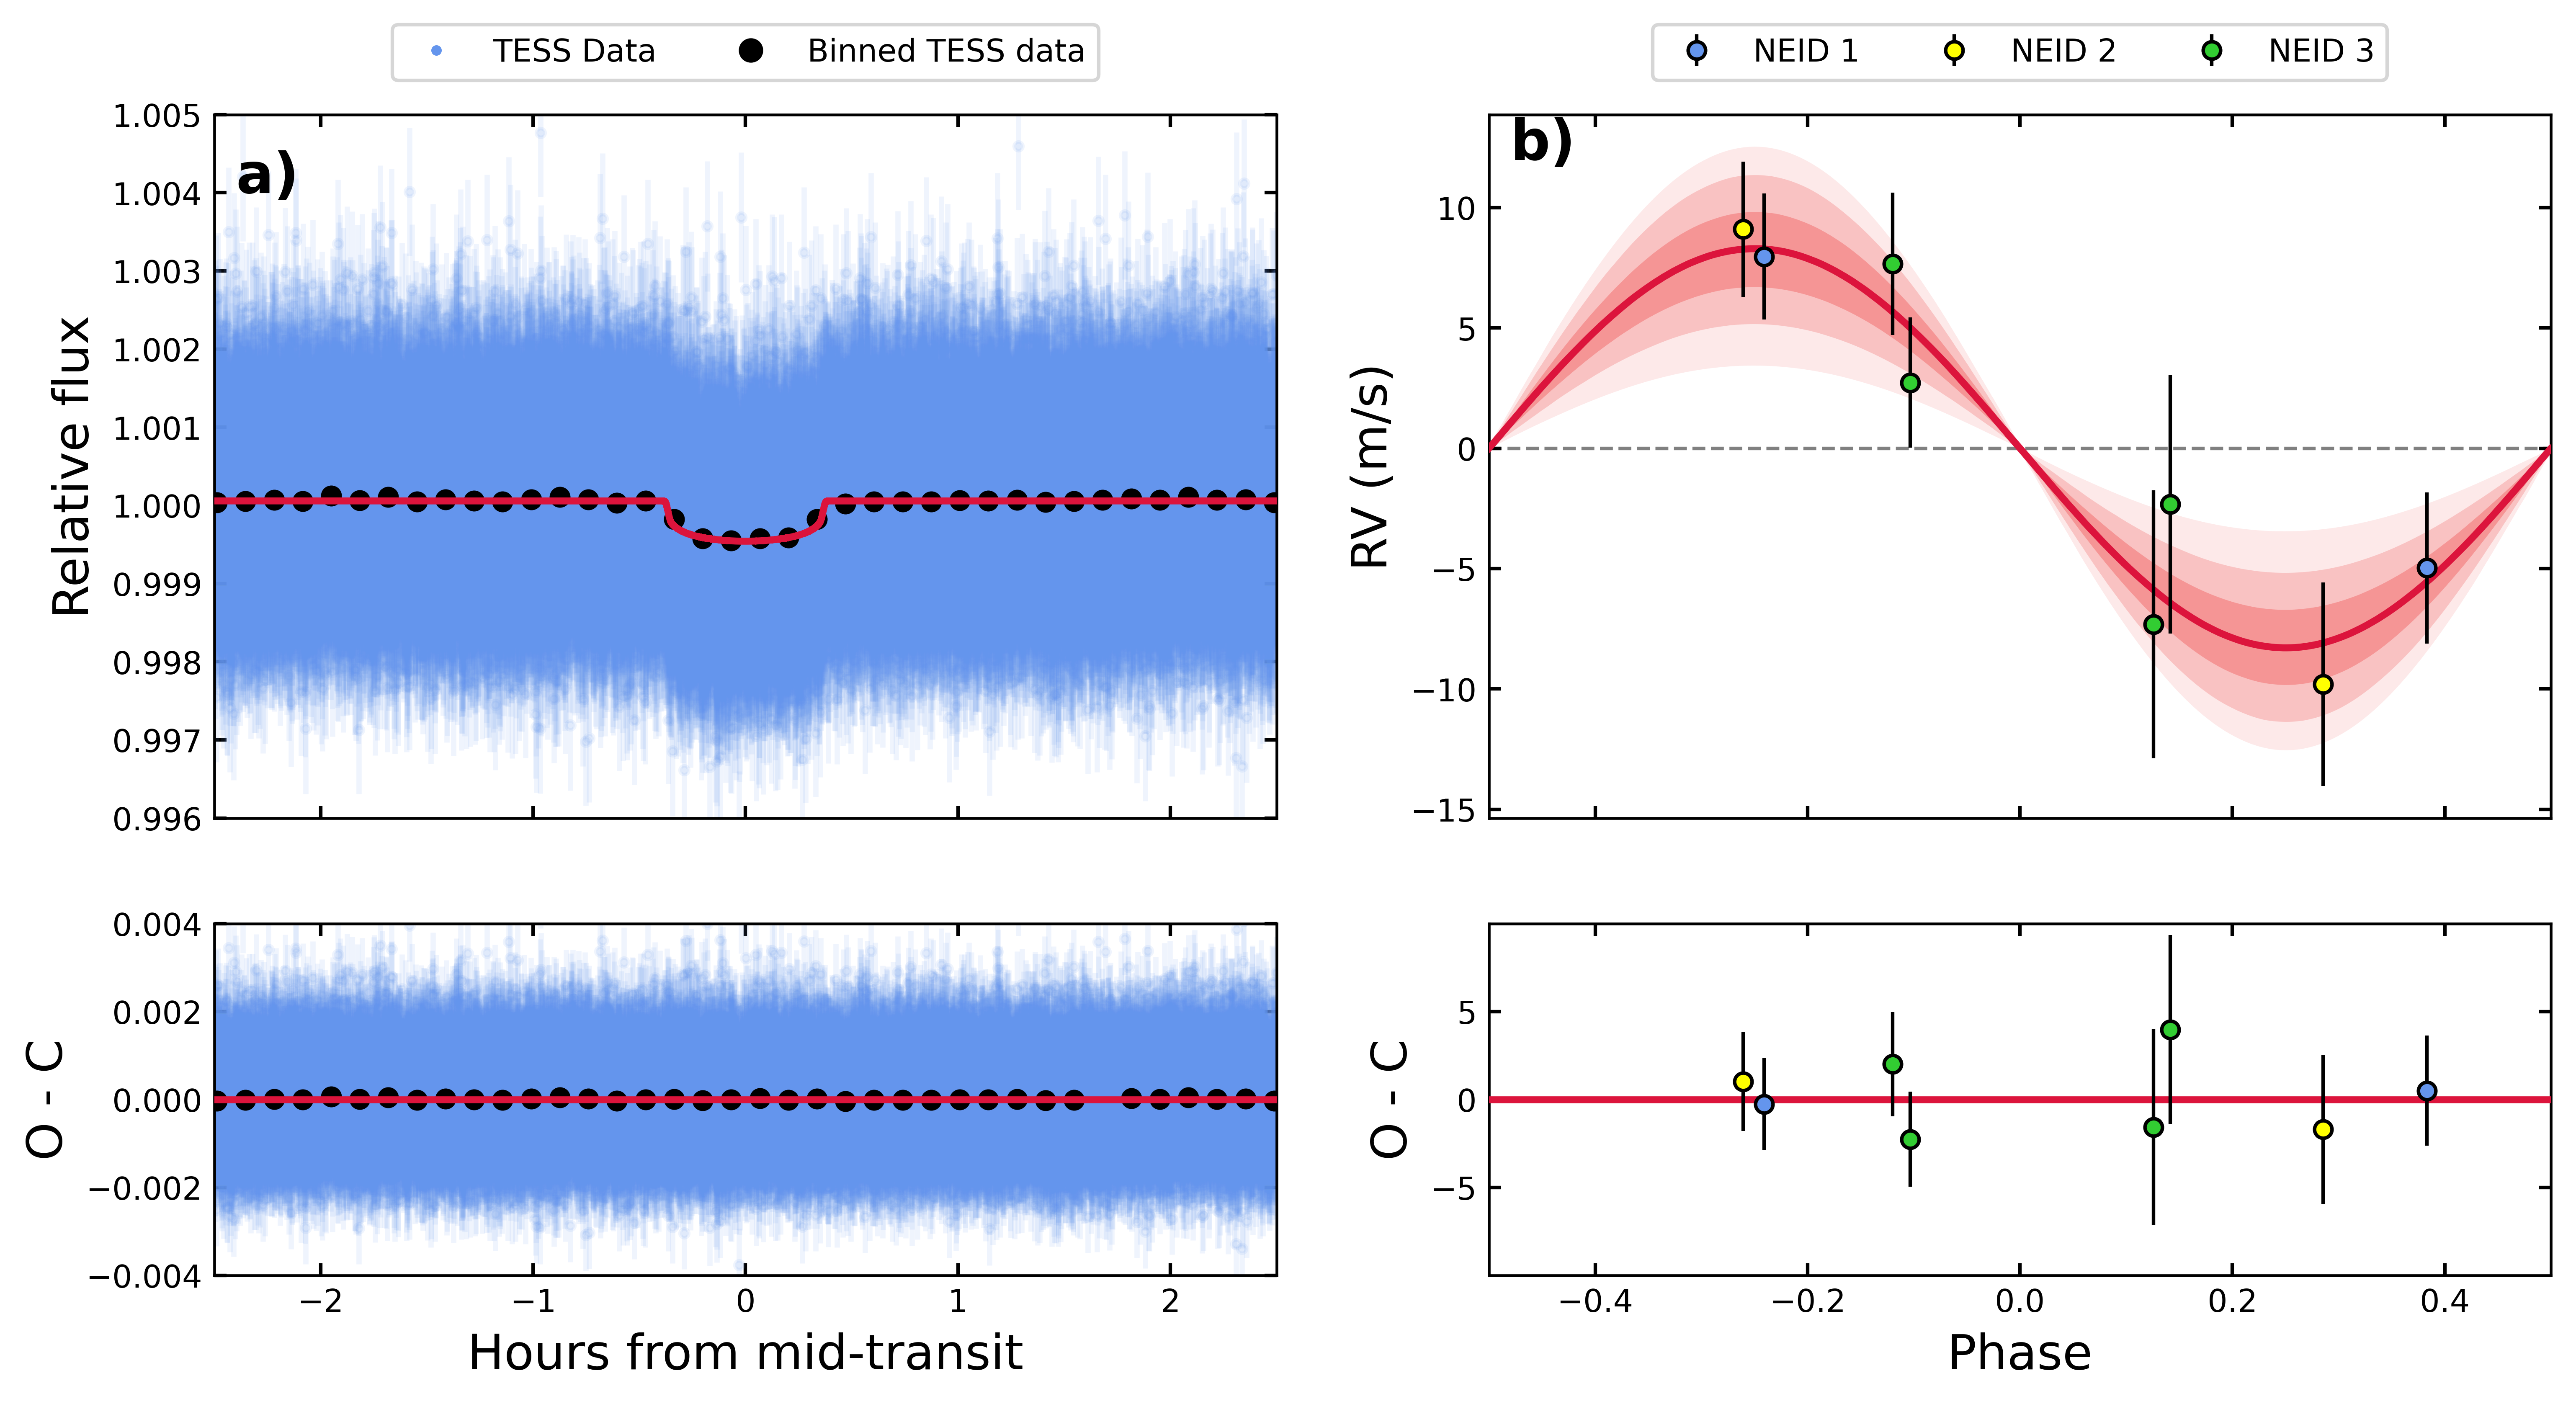 TESS Data Binned TESS data
NEID 1 NEID 2 NEID 3
a)
1.005
1.004
1.003
1.002
1.001
1.000
0.999
0.998
0.997
0.996
Relative flux
b)
10
5
0
−5
−10
−15
RV (m/s)
0.004
0.002
0.000
−0.002
−0.004
O - C
−2 −1 0 1 2
Hours from mid-transit
5
0
−5
O - C
−0.4 −0.2 0.0 0.2 0.4
Phase